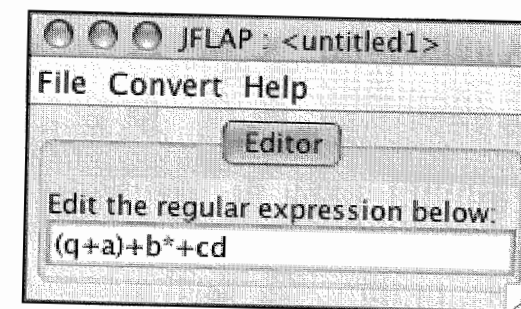 JFLAP : <untitled1>
File Convert Help
Editor
Edit the regular expression below:
(q+a)+b*+cd